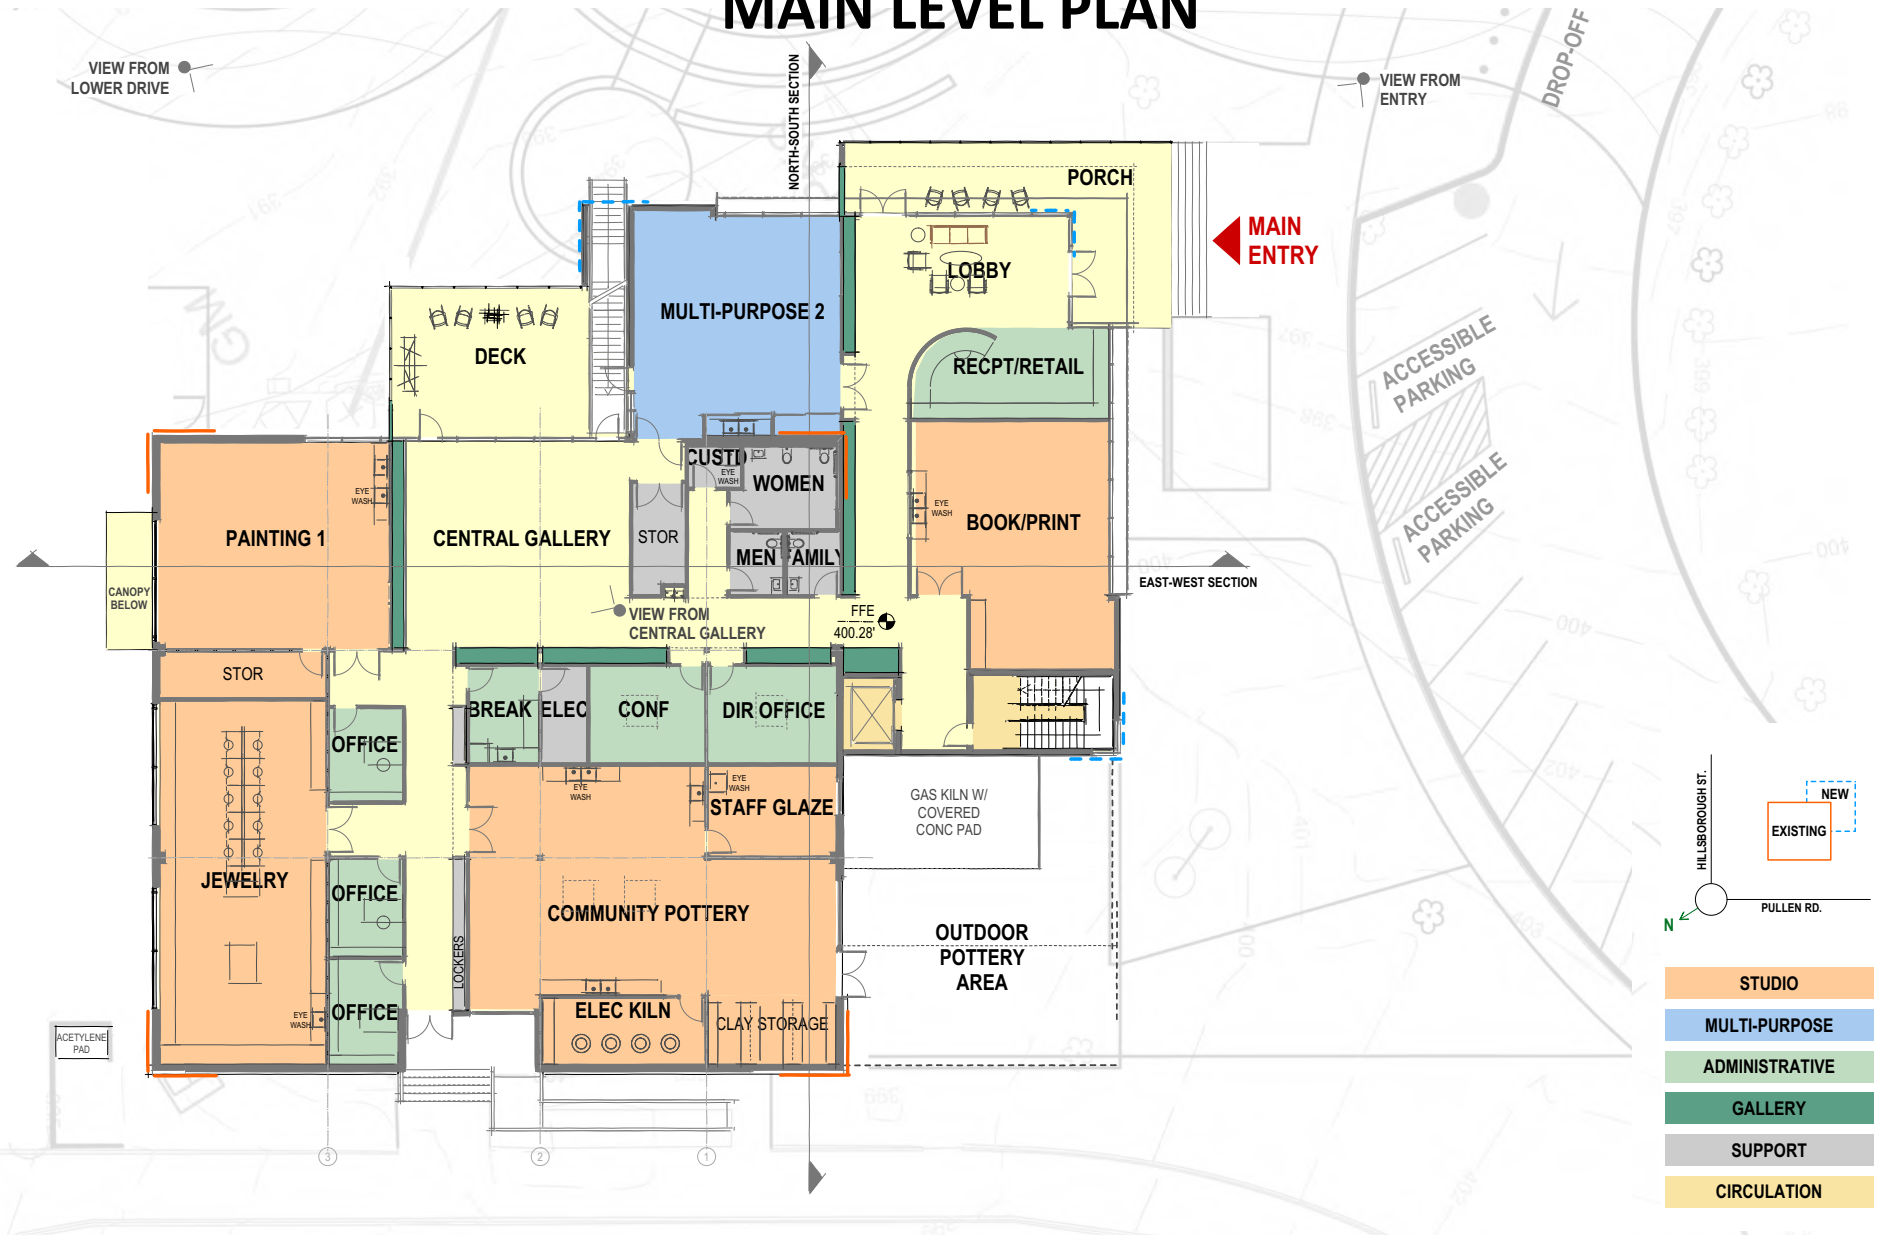 MAIN LEVEL PLAN
VIEW FROM
LOWER DRIVE
NORTH-SOUTH SECTION
VIEW FROM
ENTRY
DROP-OFF
PORCH
MAIN
ENTRY
LOBBY
MULTI-PURPOSE 2
DECK
RECPT/RETAIL
ACCESSIBLE
PARKING
ACCESSIBLE
PARKING
CUSTD
EYE
WASH
WOMEN
EYE
WASH
EYE
WASH
PAINTING 1
CENTRAL GALLERY
STOR
MEN
FAMILY
BOOK/PRINT
EAST-WEST SECTION
CANOPY
BELOW
VIEW FROM
CENTRAL GALLERY
FFE
400.28'
STOR
BREAK
ELEC
CONF
DIR OFFICE
OFFICE
EYE
WASH
EYE
WASH
STAFF GLAZE
GAS KILN W/
COVERED
CONC PAD
JEWELRY
OFFICE
COMMUNITY POTTERY
LOCKERS
OUTDOOR
POTTERY
AREA
EYE
WASH
OFFICE
ELEC KILN
CLAY STORAGE
ACETYLENE
PAD
3
2
1
HILLSBOROUGH ST.
NEW
EXISTING
PULLEN RD.
N
STUDIO
MULTI-PURPOSE
ADMINISTRATIVE
GALLERY
SUPPORT
CIRCULATION